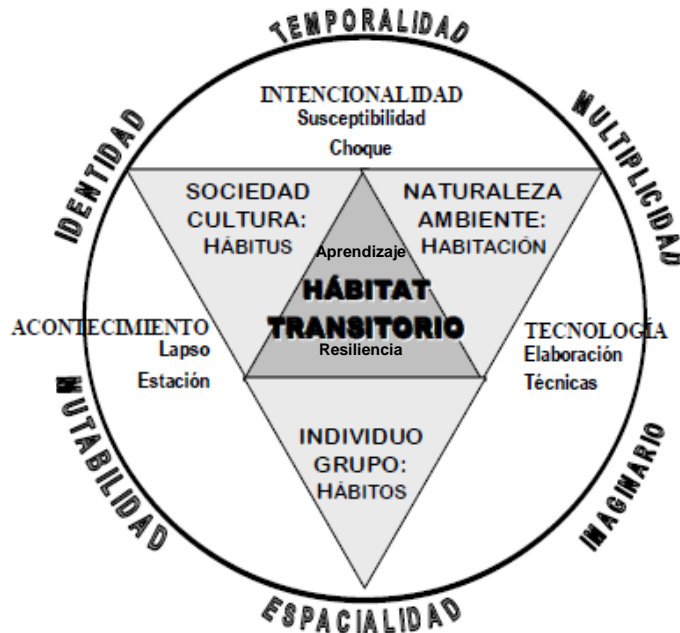 TEMPORALIDAD
IDENTIDAD
MULTIPLICIDAD
INTENCIONALIDAD
Susceptibilidad
Choque
SOCIEDAD
CULTURA:
HÁBITUS
NATURALEZA
AMBIENTE:
HABITACIÓN
Aprendizaje
HÁBITAT
TRANSITORIO
Resiliencia
ACONTECIMIENTO
Lapso
Estación
TECNOLOGÍA
Elaboración
Técnicas
INDIVIDUO
GRUPO:
HÁBITOS
MUTABILIDAD
IMAGINARIO
ESPACIALIDAD